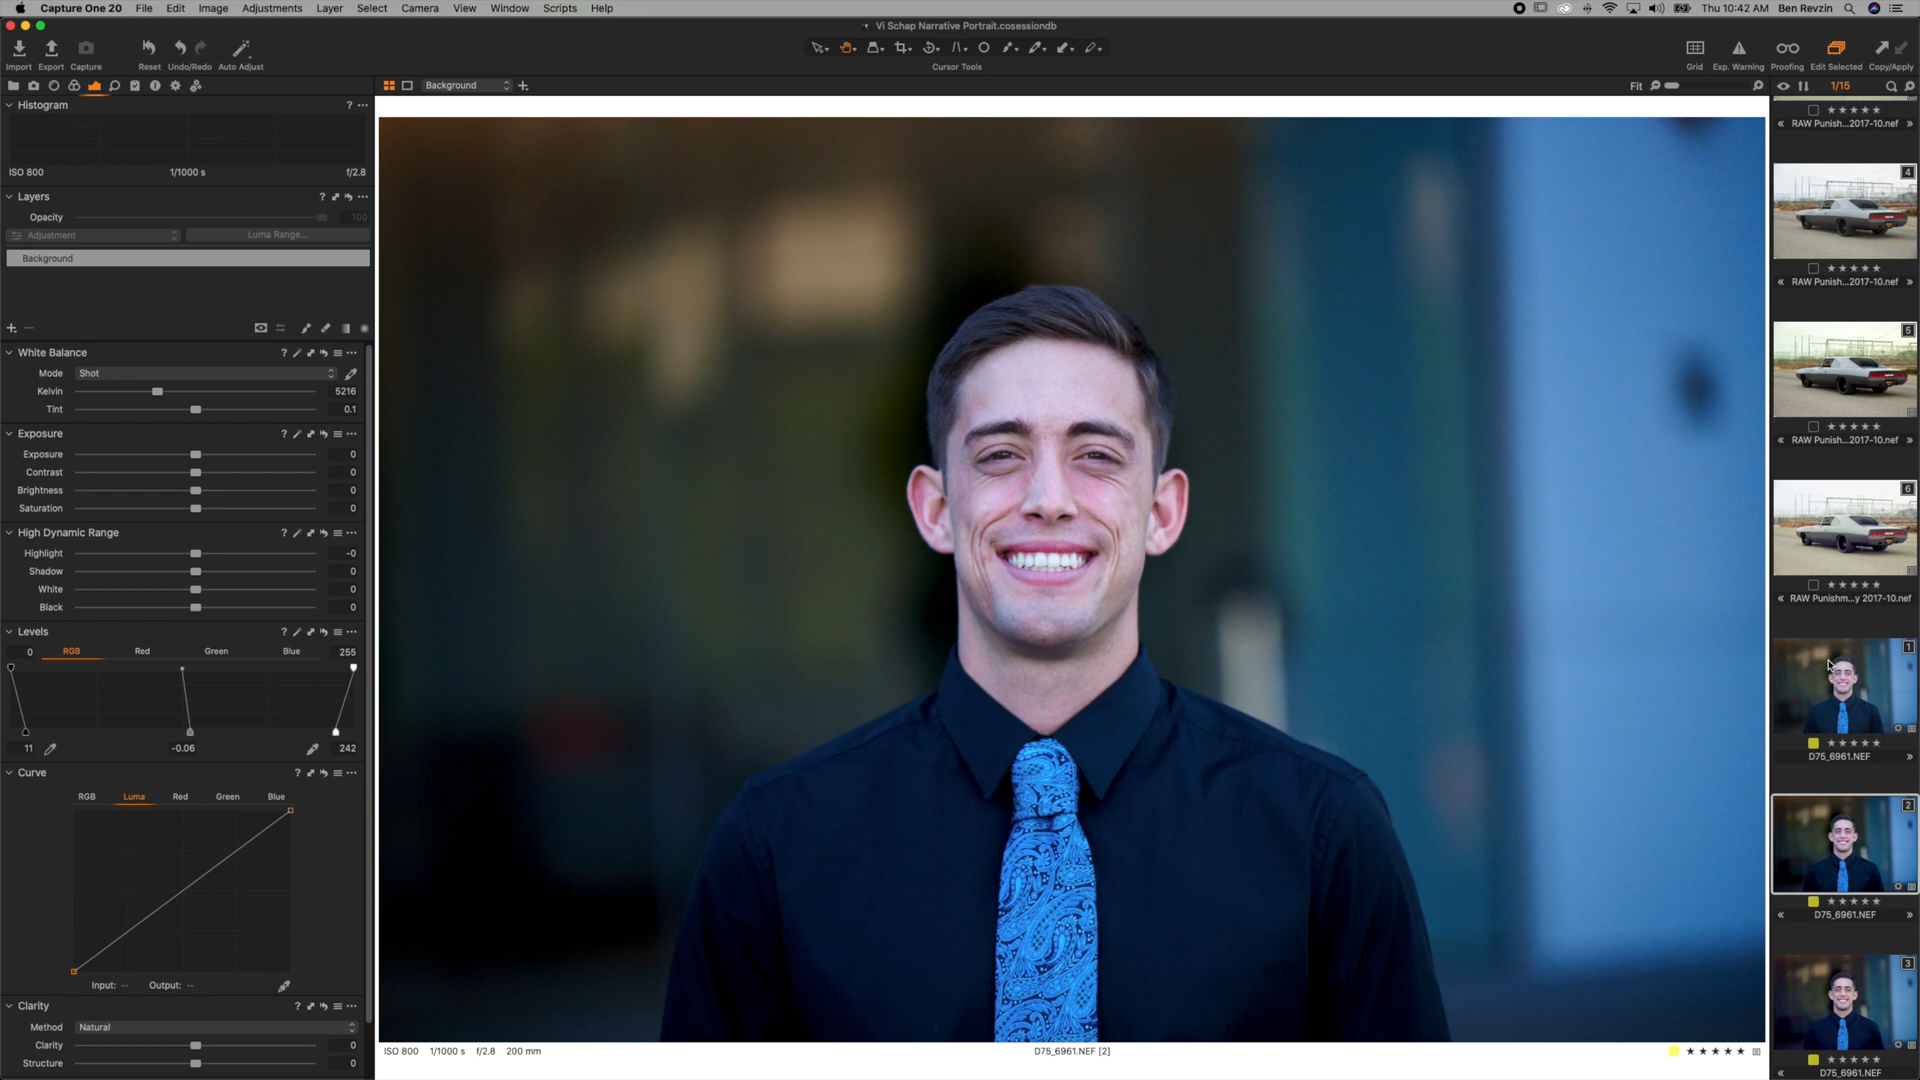 Capture One 20 File Edit Image Adjustments Layer Select Camera View Window Scripts Help Thu 10:42 AM Ben Revzin
Vi Schap Narrative Portrait.cosessiondb
Import Export Capture Reset Undo/Redo Auto Adjust Cursor Tools Grid Exp. Warning Proofing Edit Selected Copy/Apply
Background Fit 1/15
Histogram
ISO 800 1/1000 s f/2.8
Layers
Opacity 100
Adjustment Luma Range...
Background
White Balance
Mode Shot
Kelvin 5216
Tint 0.1
Exposure
Exposure 0
Contrast 0
Brightness 0
Saturation 0
High Dynamic Range
Highlight -0
Shadow 0
White 0
Black 0
Levels
0 RGB Red Green Blue 255
11 -0.06 242
Curve
RGB Luma Red Green Blue
Input: -- Output: --
Clarity
Method Natural
Clarity 0
Structure 0
ISO 800 1/1000 s f/2.8 200 mm D75_6961.NEF [2]
RAW Punish...2017-10.nef
4
RAW Punish...2017-10.nef
5
RAW Punish...2017-10.nef
6
RAW Punishm...y 2017-10.nef
1
D75_6961.NEF
2
D75_6961.NEF
3
D75_6961.NEF